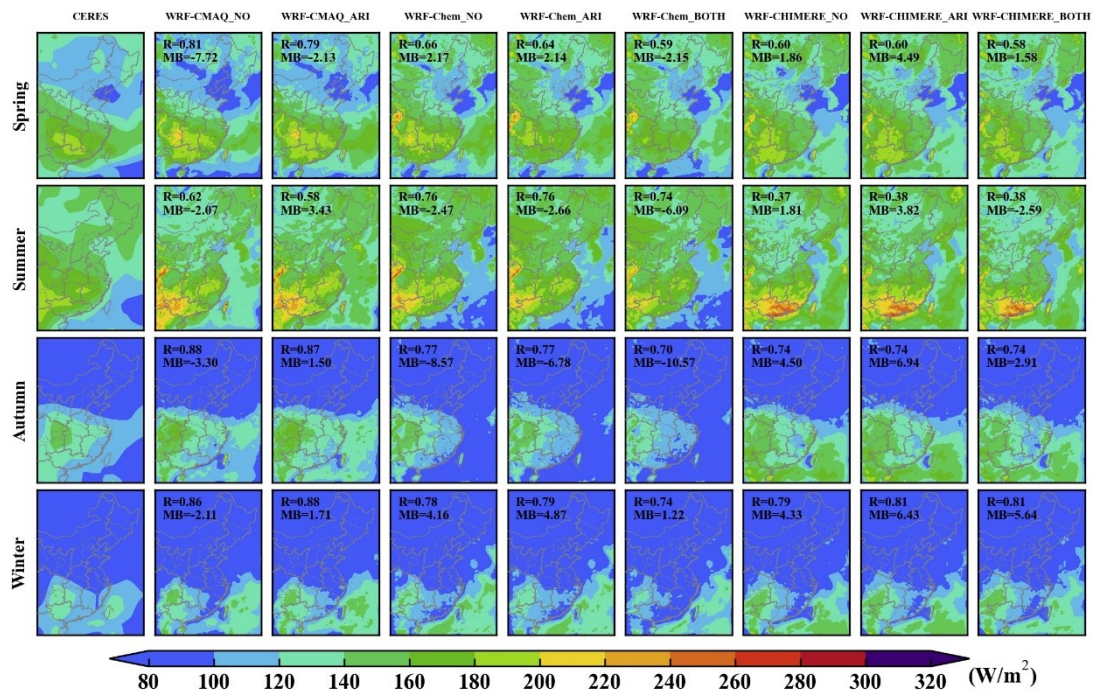 CERES WRF-CMAQ_NO WRF-CMAQ_ARI WRF-Chem_NO WRF-Chem_ARI WRF-Chem_BOTH WRF-CHIMERE_NO WRF-CHIMERE_ARI WRF-CHIMERE_BOTH
Spring
R=0.81 R=0.79 R=0.66 R=0.64 R=0.59 R=0.60 R=0.60 R=0.58
MB=-7.72 MB=-2.13 MB=2.17 MB=2.14 MB=-2.15 MB=1.86 MB=4.49 MB=1.58
Summer
R=0.62 R=0.58 R=0.76 R=0.76 R=0.74 R=0.37 R=0.38 R=0.38
MB=-2.07 MB=3.43 MB=-2.47 MB=-2.66 MB=-6.09 MB=1.81 MB=3.82 MB=-2.59
Autumn
R=0.88 R=0.87 R=0.77 R=0.77 R=0.70 R=0.74 R=0.74 R=0.74
MB=-3.30 MB=1.50 MB=-8.57 MB=-6.78 MB=-10.57 MB=4.50 MB=6.94 MB=2.91
Winter
R=0.86 R=0.88 R=0.78 R=0.79 R=0.74 R=0.79 R=0.81 R=0.81
MB=-2.11 MB=1.71 MB=4.16 MB=4.87 MB=1.22 MB=4.33 MB=6.43 MB=5.64
80 100 120 140 160 180 200 220 240 260 280 300 320 (W/m²)